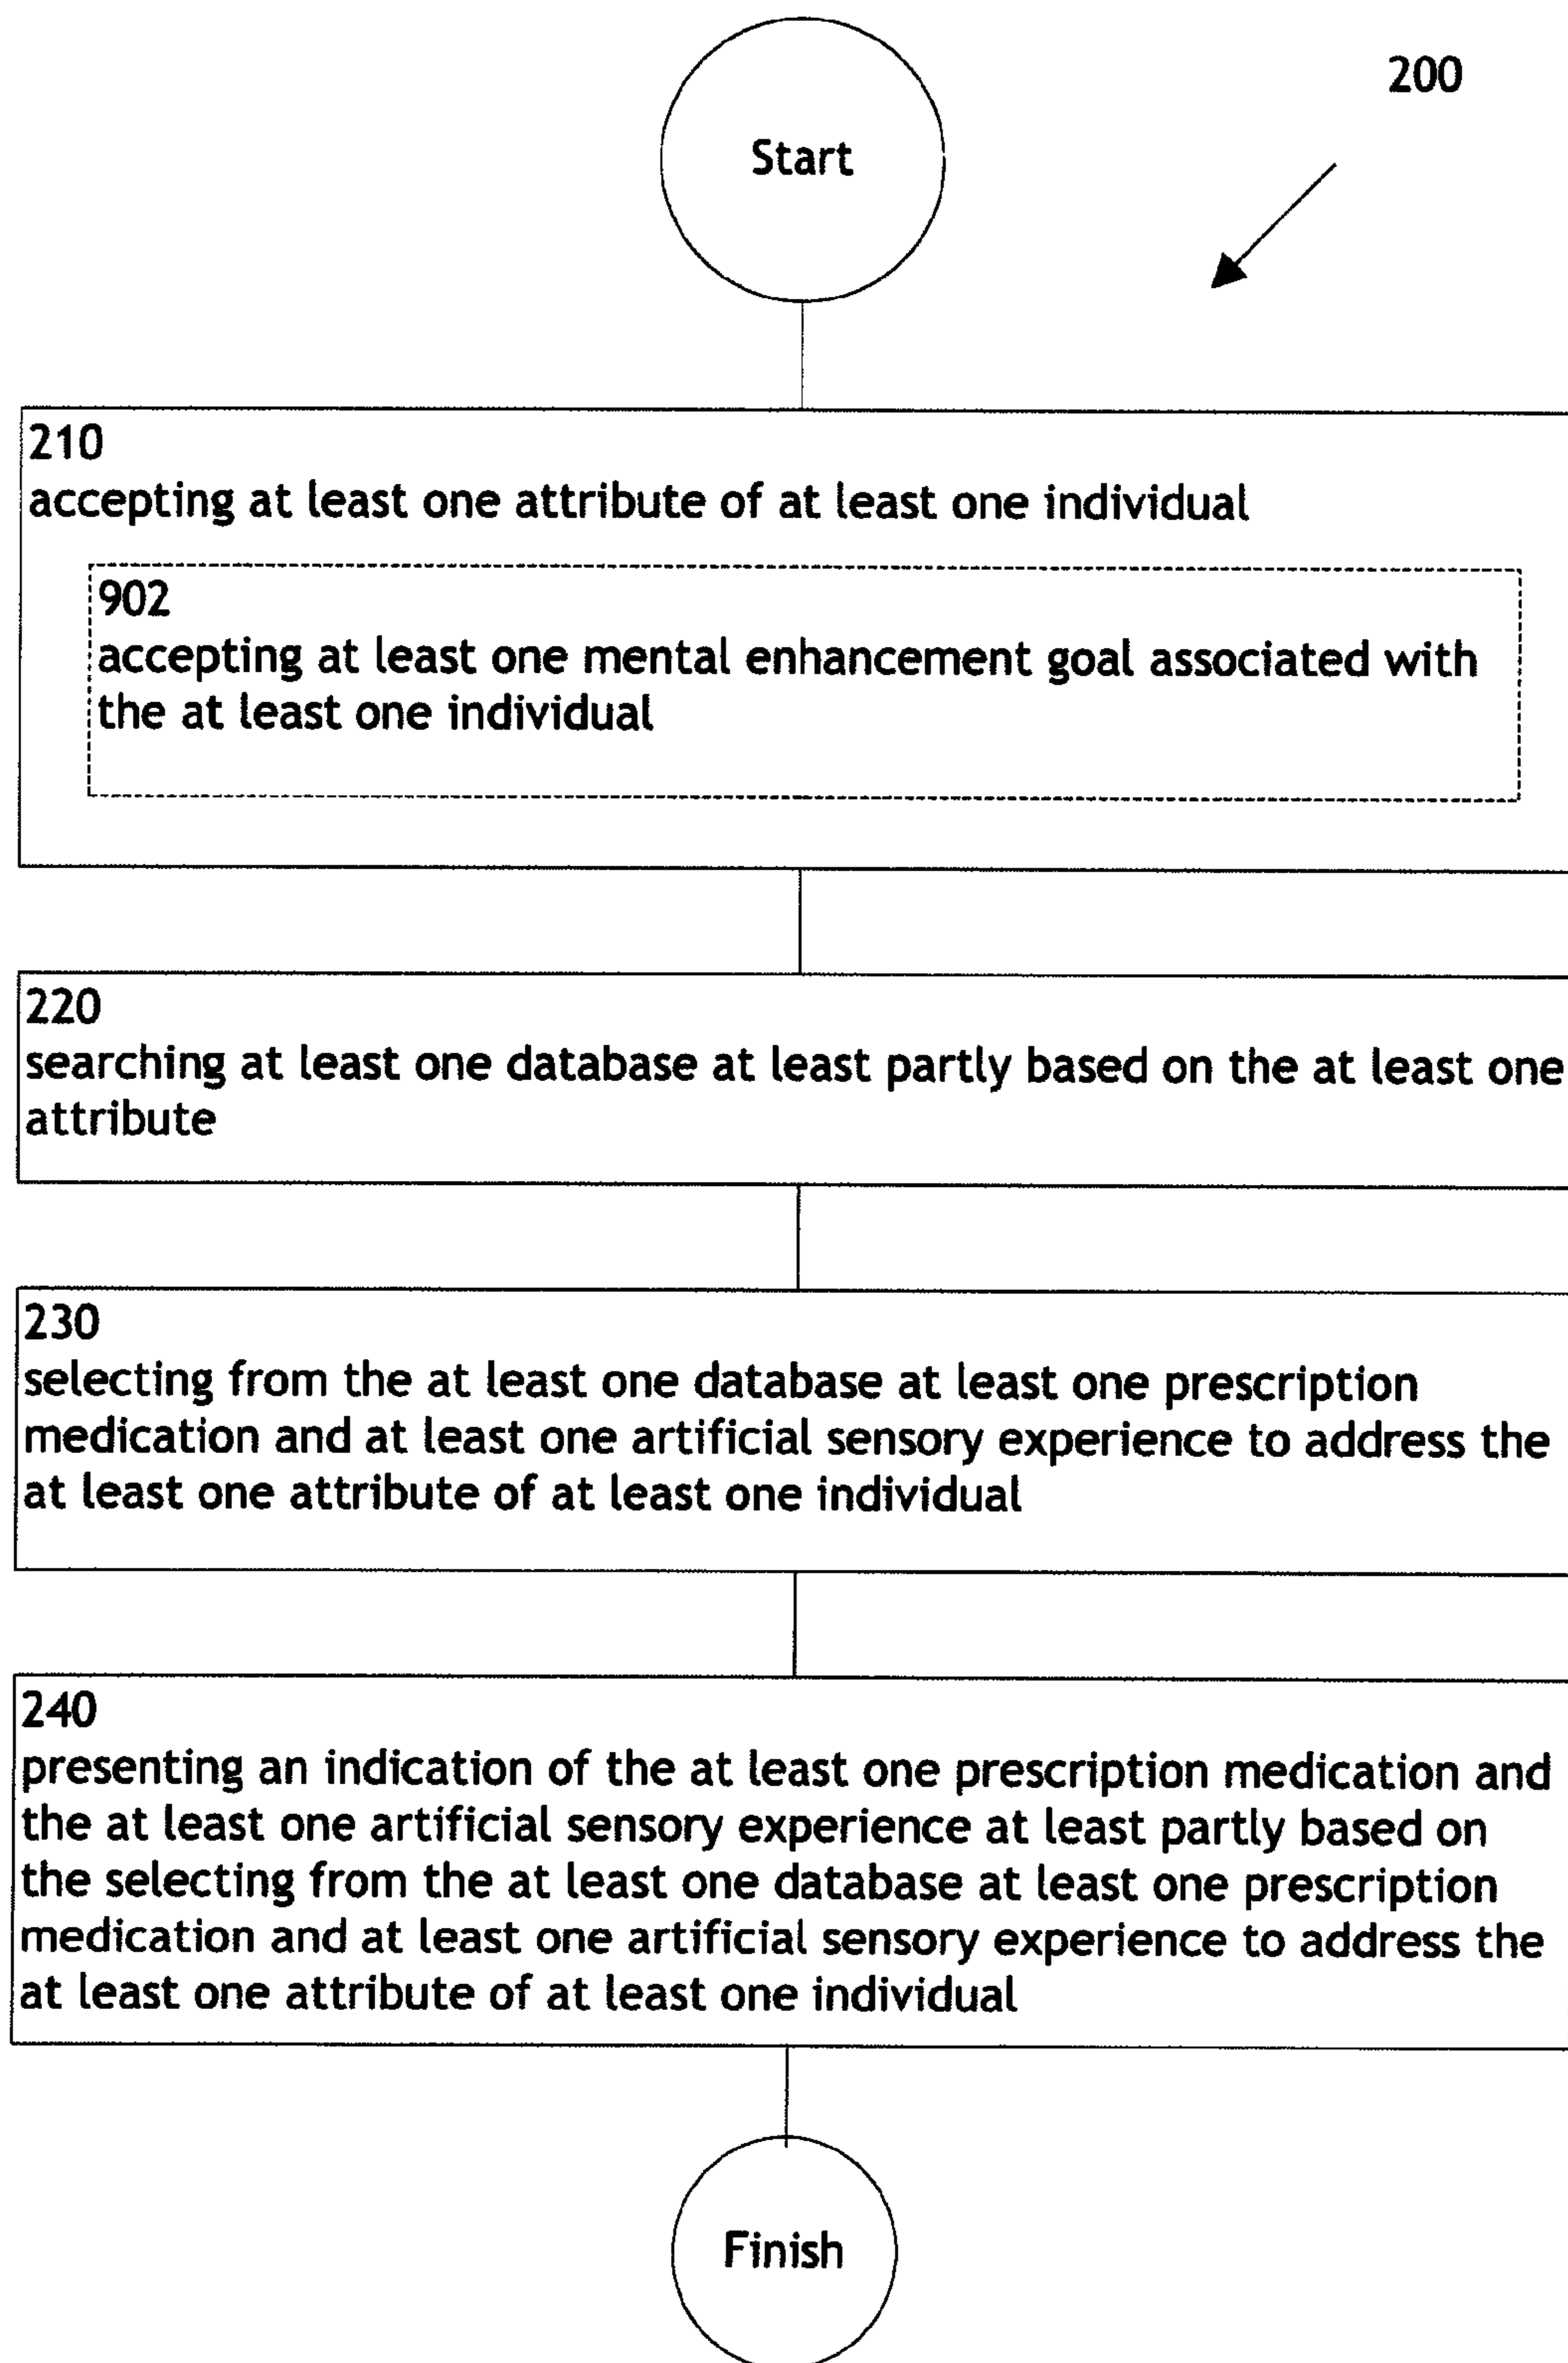 200
Start
210
accepting at least one attribute of at least one individual
902
accepting at least one mental enhancement goal associated with
the at least one individual
220
searching at least one database at least partly based on the at least one
attribute
230
selecting from the at least one database at least one prescription
medication and at least one artificial sensory experience to address the
at least one attribute of at least one individual
240
presenting an indication of the at least one prescription medication and
the at least one artificial sensory experience at least partly based on
the selecting from the at least one database at least one prescription
medication and at least one artificial sensory experience to address the
at least one attribute of at least one individual
Finish